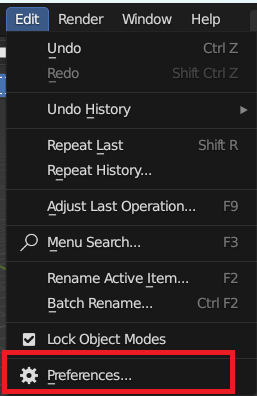 Edit Render Window Help
Undo Ctrl Z
Redo Shift Ctrl Z
Undo History
Repeat Last Shift R
Repeat History...
Adjust Last Operation... F9
Menu Search... F3
Rename Active Item... F2
Batch Rename... Ctrl F2
Lock Object Modes
Preferences...